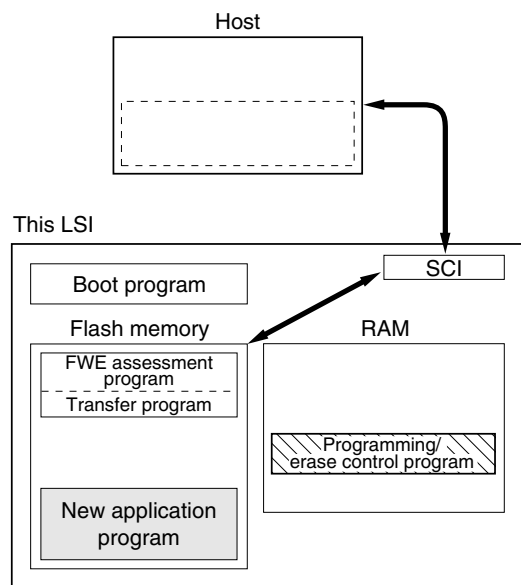 Host
This LSI
SCI
Boot program
Flash memory
RAM
FWE assessment
program
Transfer program
Programming/
erase control program
New application
program